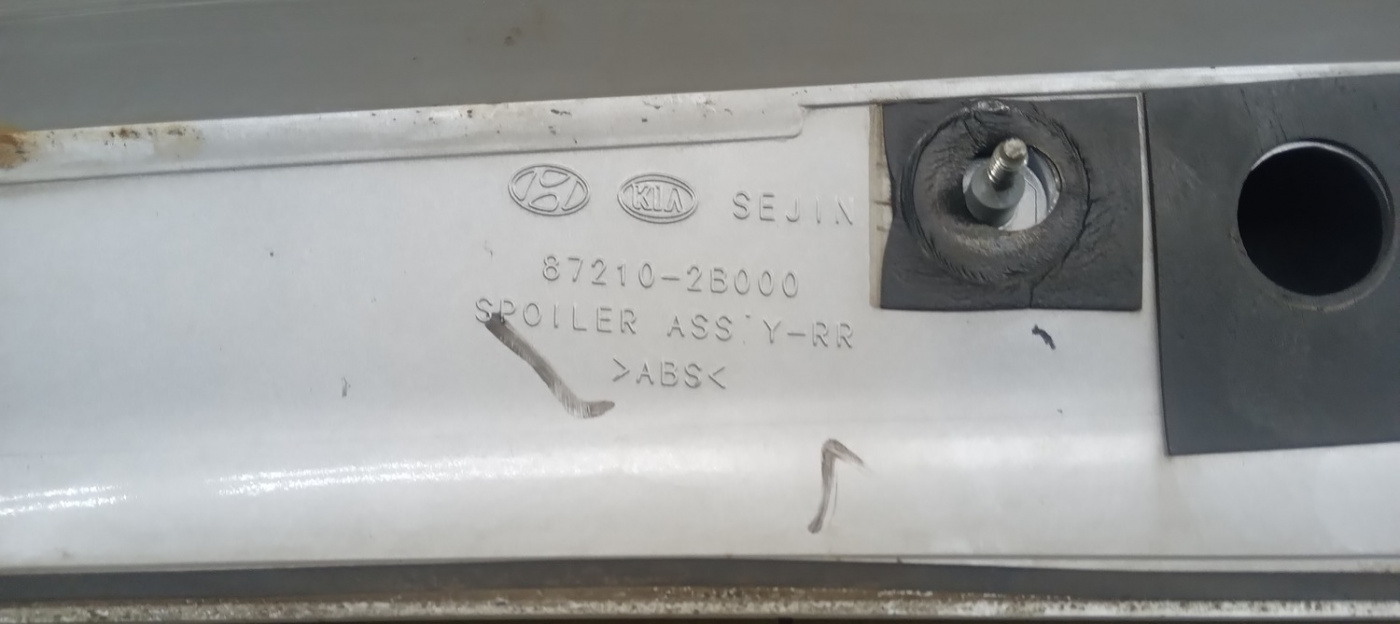 KIA SEJIN
87210-2B000
SPOILER ASS'Y-RR
>ABS<